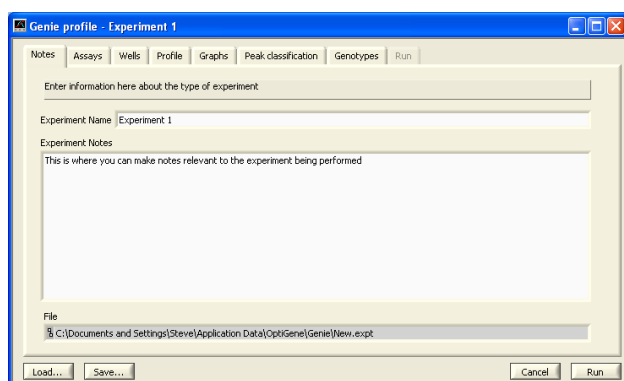 Genie profile - Experiment 1
Notes Assays Wells Profile Graphs Peak classification Genotypes Run
Enter information here about the type of experiment
Experiment Name Experiment 1
Experiment Notes
This is where you can make notes relevant to the experiment being performed
File
C:\Documents and Settings\Steve\Application Data\OptiGene\Genie\New.expt
Load... Save... Cancel Run